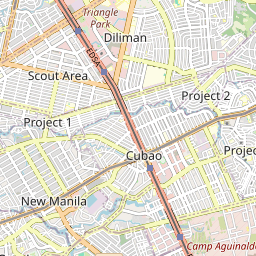 Triangle
Park
Diliman
EDSA
Scout Area
Project 2
Project 1
Cubao
Proje
New Manila
Camp Aguinaldo